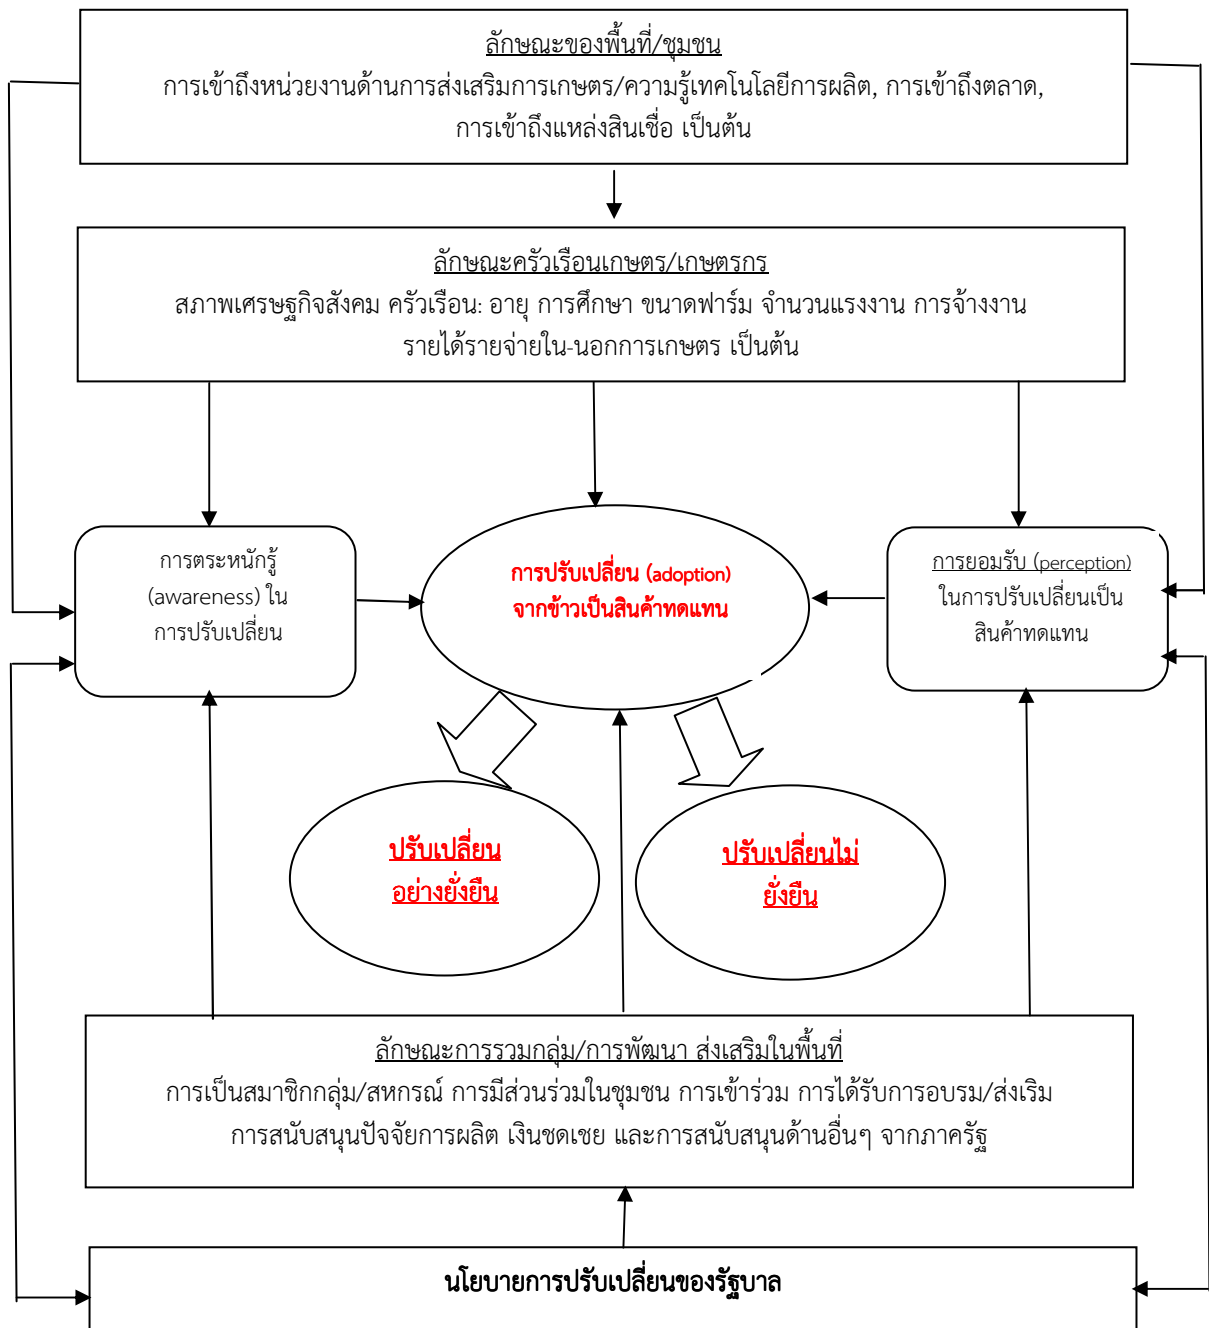 ลักษณะของพื้นที่/ชุมชน
การเข้าถึงหน่วยงานด้านการส่งเสริมการเกษตร/ความรู้เทคโนโลยีการผลิต, การเข้าถึงตลาด,
การเข้าถึงแหล่งสินเชื่อ เป็นต้น
ลักษณะครัวเรือนเกษตร/เกษตรกร
สภาพเศรษฐกิจสังคม ครัวเรือน: อายุ การศึกษา ขนาดฟาร์ม จำนวนแรงงาน การจ้างงาน
รายได้รายจ่ายใน-นอกการเกษตร เป็นต้น
การตระหนักรู้
(awareness) ใน
การปรับเปลี่ยน
การปรับเปลี่ยน (adoption)
จากข้าวเป็นสินค้าทดแทน
การยอมรับ (perception)
ในการปรับเปลี่ยนเป็น
สินค้าทดแทน
ปรับเปลี่ยน
อย่างยั่งยืน
ปรับเปลี่ยนไม่
ยั่งยืน
ลักษณะการรวมกลุ่ม/การพัฒนา ส่งเสริมในพื้นที่
การเป็นสมาชิกกลุ่ม/สหกรณ์ การมีส่วนร่วมในชุมชน การเข้าร่วม การได้รับการอบรม/ส่งเริม
การสนับสนุนปัจจัยการผลิต เงินชดเชย และการสนับสนุนด้านอื่นๆ จากภาครัฐ
นโยบายการปรับเปลี่ยนของรัฐบาล